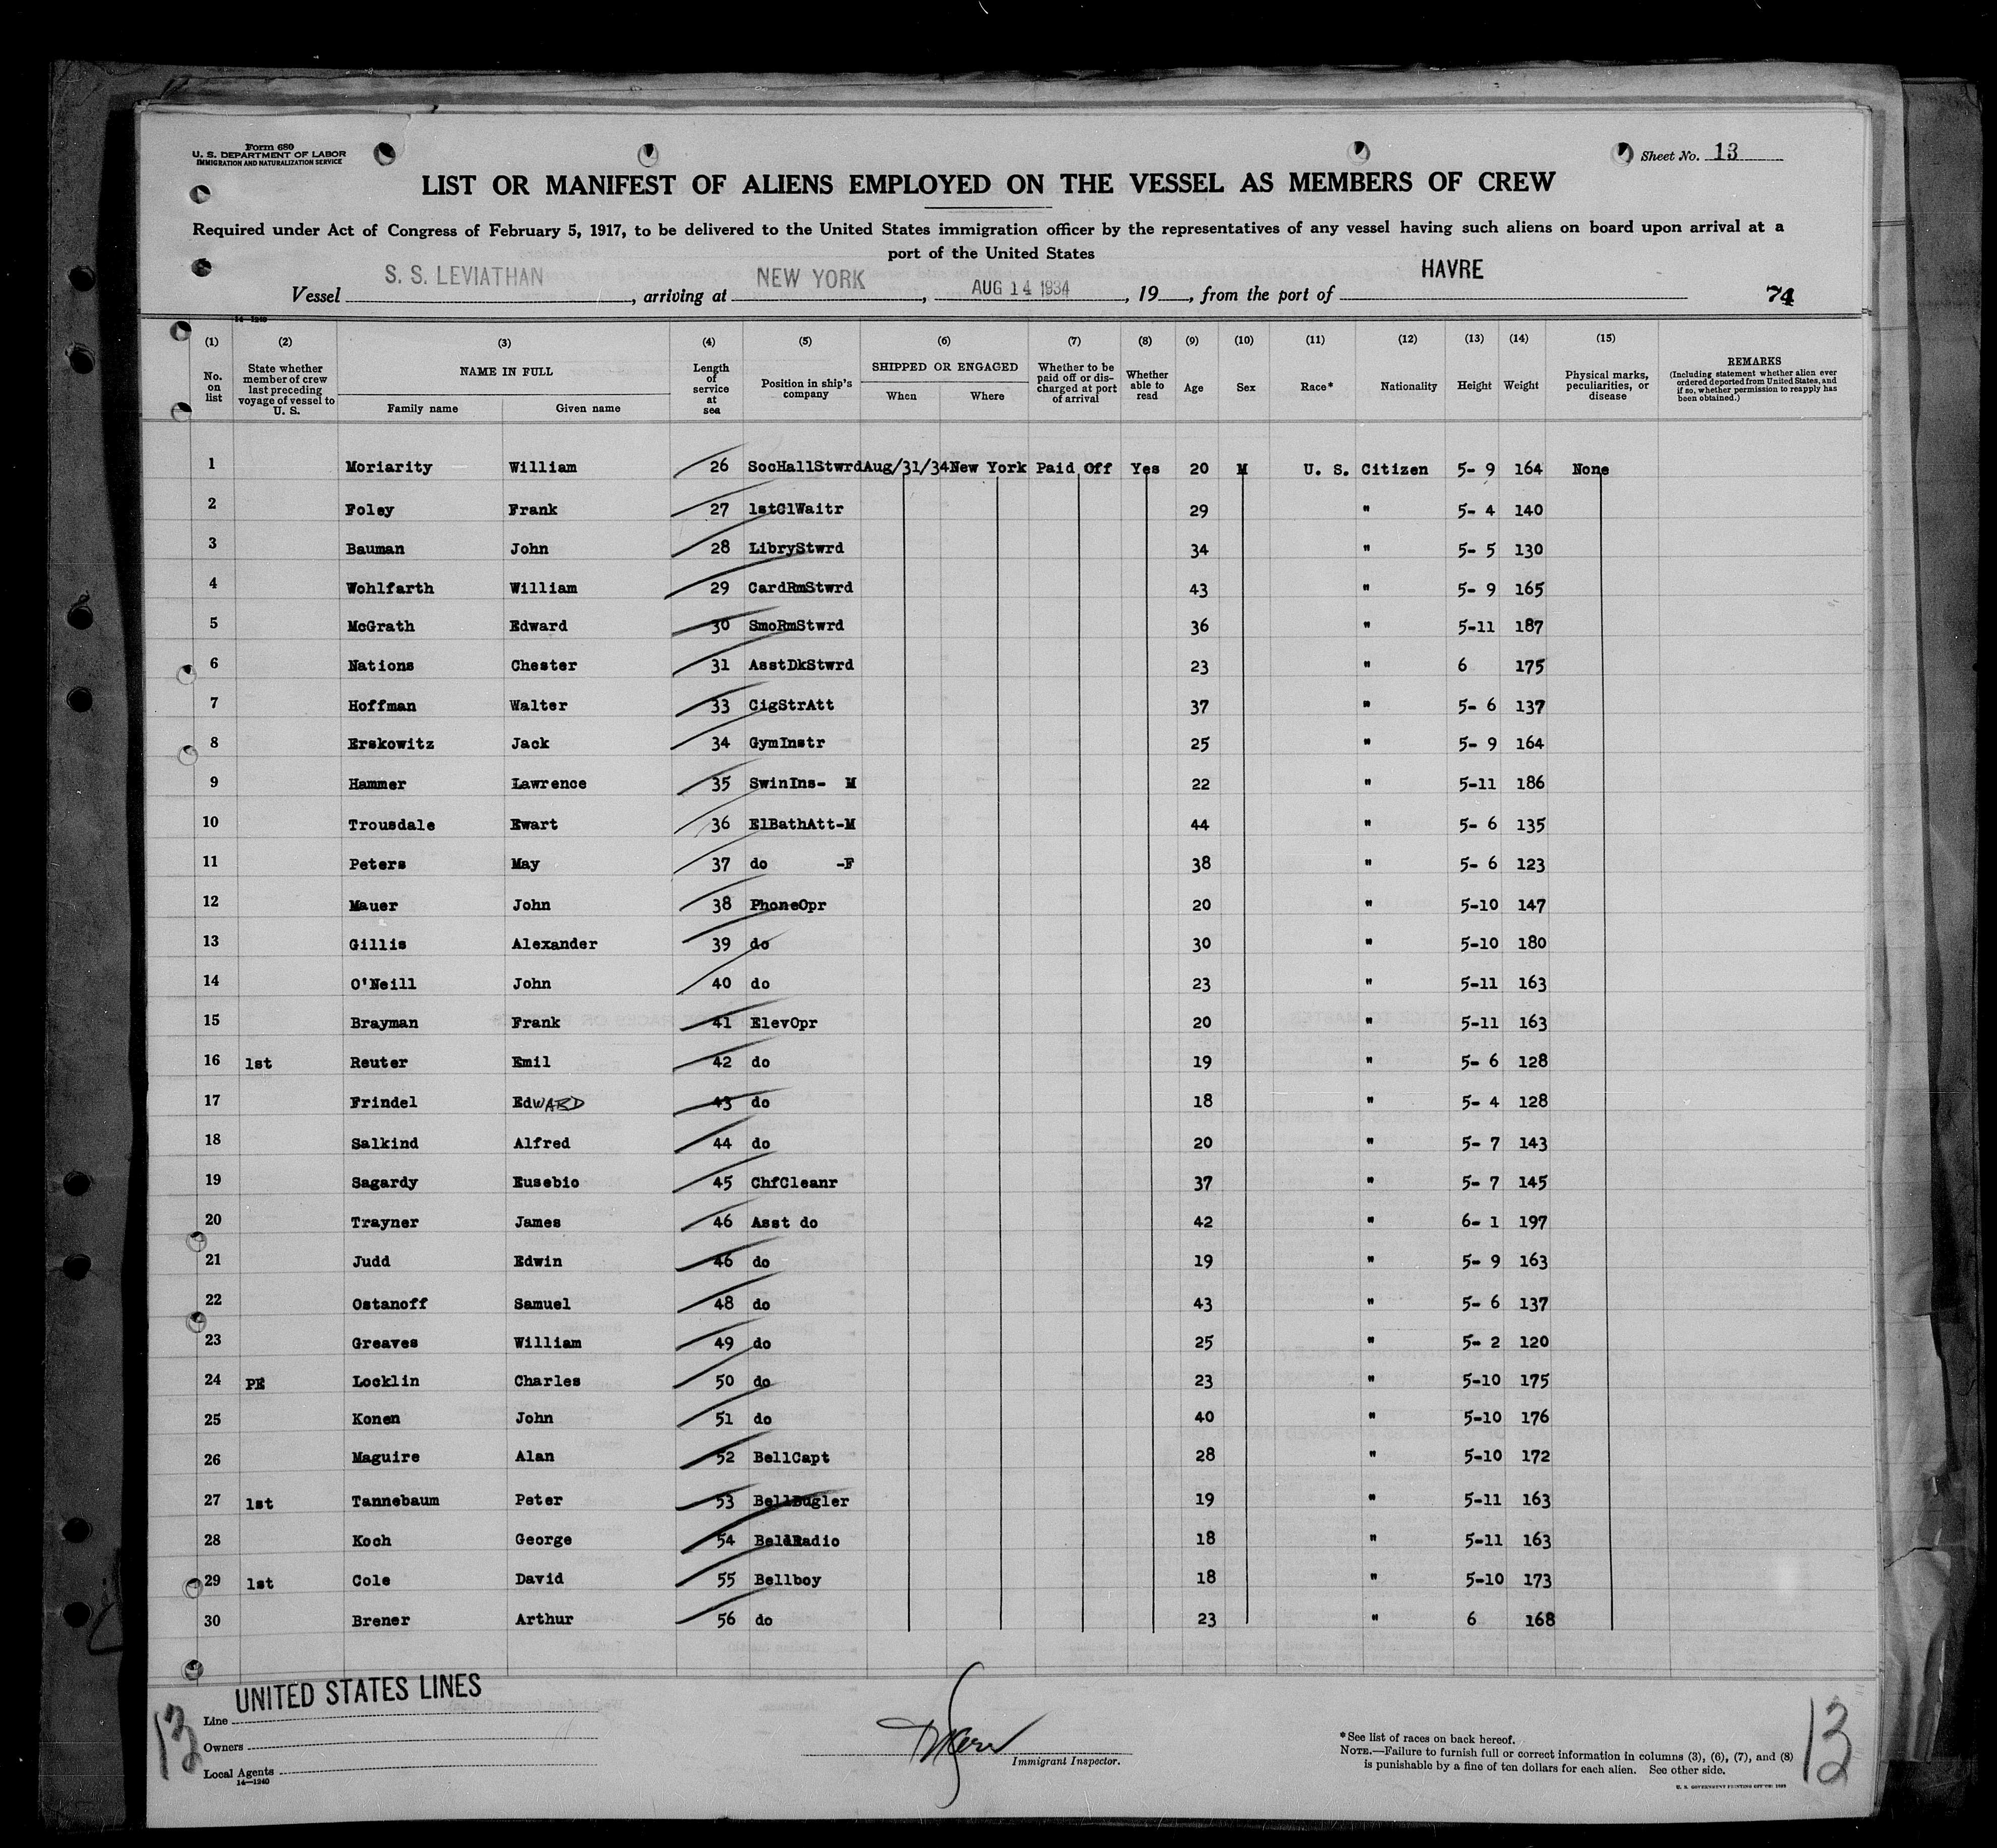 Form 680
U. S. DEPARTMENT OF LABOR
IMMIGRATION AND NATURALIZATION SERVICE
Sheet No. 13
LIST OR MANIFEST OF ALIENS EMPLOYED ON THE VESSEL AS MEMBERS OF CREW
Required under Act of Congress of February 5, 1917, to be delivered to the United States immigration officer by the representatives of any vessel having such aliens on board upon arrival at a
port of the United States
Vessel S. S. LEVIATHAN, arriving at NEW YORK, AUG 14 1934, 19, from the port of HAVRE 74
14-1240
(1) (2) (3) (4) (5) (6) (7) (8) (9) (10) (11) (12) (13) (14) (15)
No. on list State whether member of crew last preceding voyage of vessel to U. S. NAME IN FULL Family name Given name Length of service at sea Position in ship's company SHIPPED OR ENGAGED When Where Whether to be paid off or discharged at port of arrival Whether able to read Age Sex Race* Nationality Height Weight Physical marks, peculiarities, or disease REMARKS (Including statement whether alien ever ordered deported from United States, and if so, whether permission to reapply has been obtained.)
1 Moriarity William 26 SocHallStwrd Aug/31/34 New York Paid Off Yes 20 M U. S. Citizen 5- 9 164 None
2 Foley Frank 27 1stClWaitr 29 " 5- 4 140
3 Bauman John 28 LibryStwrd 34 " 5- 5 130
4 Wohlfarth William 29 CardRmStwrd 43 " 5- 9 165
5 McGrath Edward 30 SmoRmStwrd 36 " 5-11 187
6 Nations Chester 31 AsstDkStwrd 23 " 6 175
7 Hoffman Walter 33 CigStrAtt 37 " 5- 6 137
8 Erskowitz Jack 34 GymInstr 25 " 5- 9 164
9 Hammer Lawrence 35 SwinIns- M 22 " 5-11 186
10 Trousdale Ewart 36 ElBathAtt-M 44 " 5- 6 135
11 Peters May 37 do -F 38 " 5- 6 123
12 Mauer John 38 PhoneOpr 20 " 5-10 147
13 Gillis Alexander 39 do 30 " 5-10 180
14 O'Neill John 40 do 23 " 5-11 163
15 Brayman Frank 41 ElevOpr 20 " 5-11 163
16 1st Reuter Emil 42 do 19 " 5- 6 128
17 Frindel EdWARD 43 do 18 " 5- 4 128
18 Salkind Alfred 44 do 20 " 5- 7 143
19 Sagardy Eusebio 45 ChfCleanr 37 " 5- 7 145
20 Trayner James 46 Asst do 42 " 6- 1 197
21 Judd Edwin 46 do 19 " 5- 9 163
22 Ostanoff Samuel 48 do 43 " 5- 6 137
23 Greaves William 49 do 25 " 5- 2 120
24 PE Locklin Charles 50 do 23 " 5-10 175
25 Konen John 51 do 40 " 5-10 176
26 Maguire Alan 52 BellCapt 28 " 5-10 172
27 1st Tannebaum Peter 53 BellBugler 19 " 5-11 163
28 Koch George 54 BellRadio 18 " 5-11 163
29 1st Cole David 55 Bellboy 18 " 5-10 173
30 Brener Arthur 56 do 23 " 6 168
Line UNITED STATES LINES
Owners
Local Agents
14-1240
13
Immigrant Inspector.
*See list of races on back hereof.
NOTE.—Failure to furnish full or correct information in columns (3), (6), (7), and (8)
is punishable by a fine of ten dollars for each alien. See other side.
13